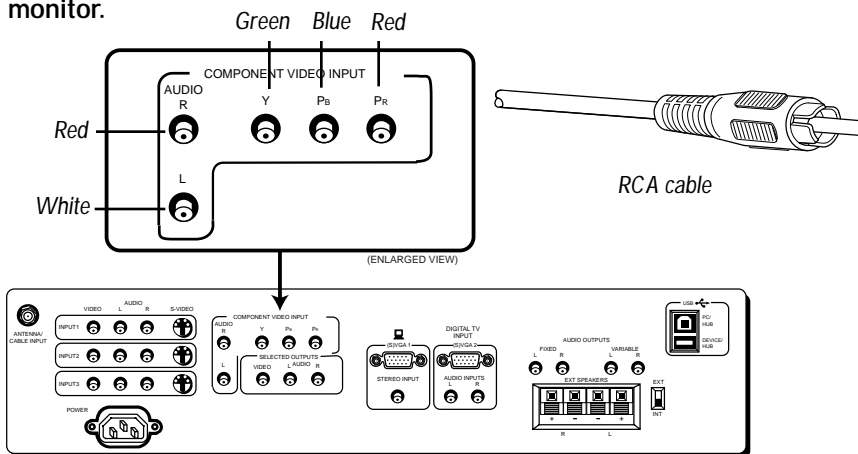 monitor.
Green Blue Red
COMPONENT VIDEO INPUT
AUDIO
R Y PB PR
Red
L
White
RCA cable
(ENLARGED VIEW)
ANTENNA/
CABLE INPUT
AUDIO
VIDEO L R S-VIDEO
INPUT1
INPUT2
INPUT3
POWER
COMPONENT VIDEO INPUT
AUDIO
R Y PB PR
L
SELECTED OUTPUTS
VIDEO L AUDIO R
(S)VGA 1
STEREO INPUT
DIGITAL TV
INPUT
(S)VGA 2
AUDIO INPUTS
L R
AUDIO OUTPUTS
FIXED VARIABLE
L R L R
EXT SPEAKERS
+ – – +
R L
EXT
INT
USB
PC/
HUB
DEVICE/
HUB